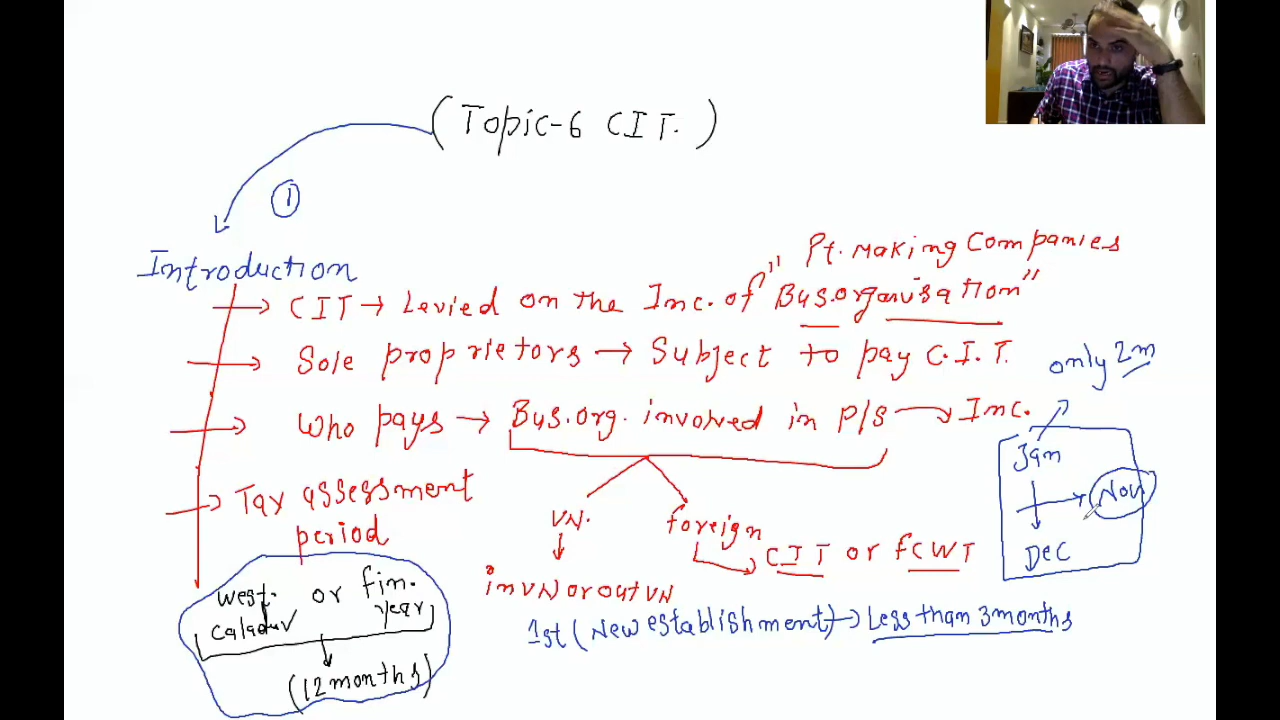 (Topic-6 CIT.)
1
Introduction
Pt. Making Companies
CIT → Levied on the Inc. of "Bus. organisation"
Sole proprietors → Subject to pay C.I.T.
only 2m
Who pays → Bus. org. involved in P/S → Inc.
Jan
Nov
Dec
Tax assessment
period
VN.
foreign
CIT or FCWT
in VN or out VN
west. or fin.
year
(12 months)
1st (New establishment) → Less than 3 months